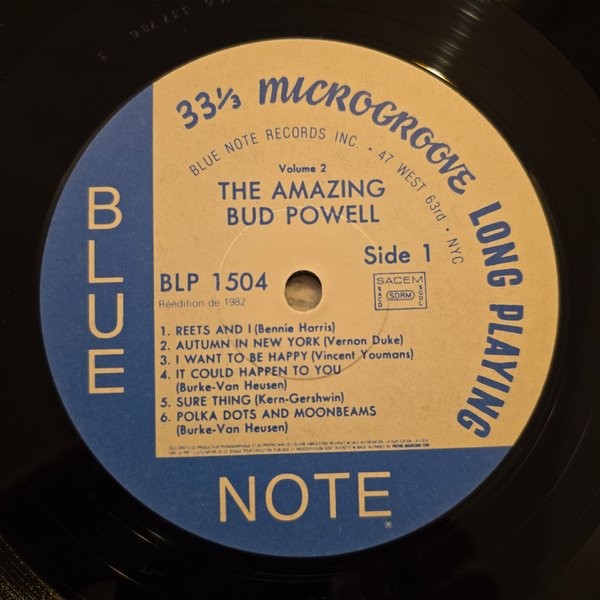 33⅓ MICROGROOVE LONG PLAYING
BLUE NOTE RECORDS INC. • 47 WEST 63rd • NYC
Volume 2
THE AMAZING
BUD POWELL
Side 1
BLP 1504
Réédition de 1982
SACEM
SACD
SDRM
SGDL
1. REETS AND I (Bennie Harris)
2. AUTUMN IN NEW YORK (Vernon Duke)
3. I WANT TO BE HAPPY (Vincent Youmans)
4. IT COULD HAPPEN TO YOU
(Burke-Van Heusen)
5. SURE THING (Kern-Gershwin)
6. POLKA DOTS AND MOONBEAMS
(Burke-Van Heusen)
BLUE
NOTE®